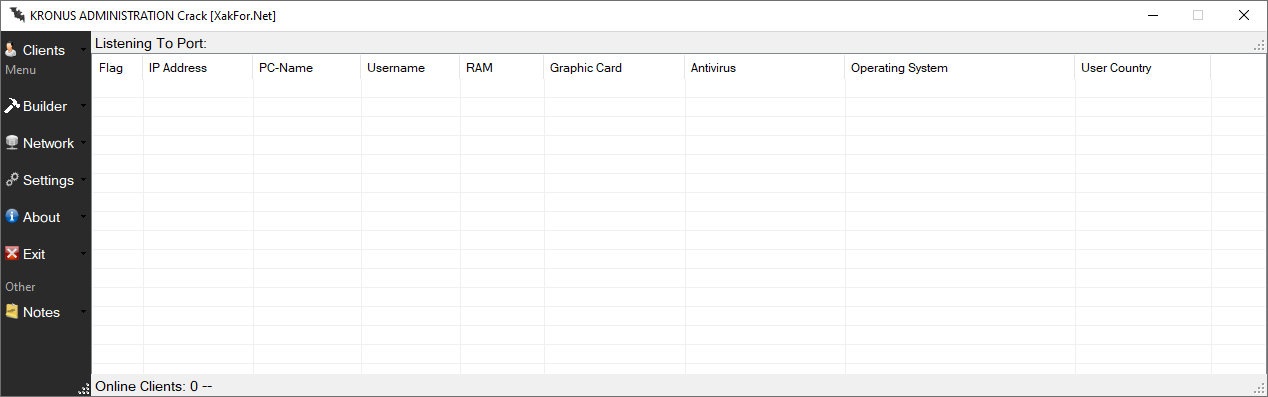 KRONUS ADMINISTRATION Crack [XakFor.Net]
Clients
Menu
Builder
Network
Settings
About
Exit
Other
Notes
Listening To Port:
Flag IP Address PC-Name Username RAM Graphic Card Antivirus Operating System User Country
Online Clients: 0 --